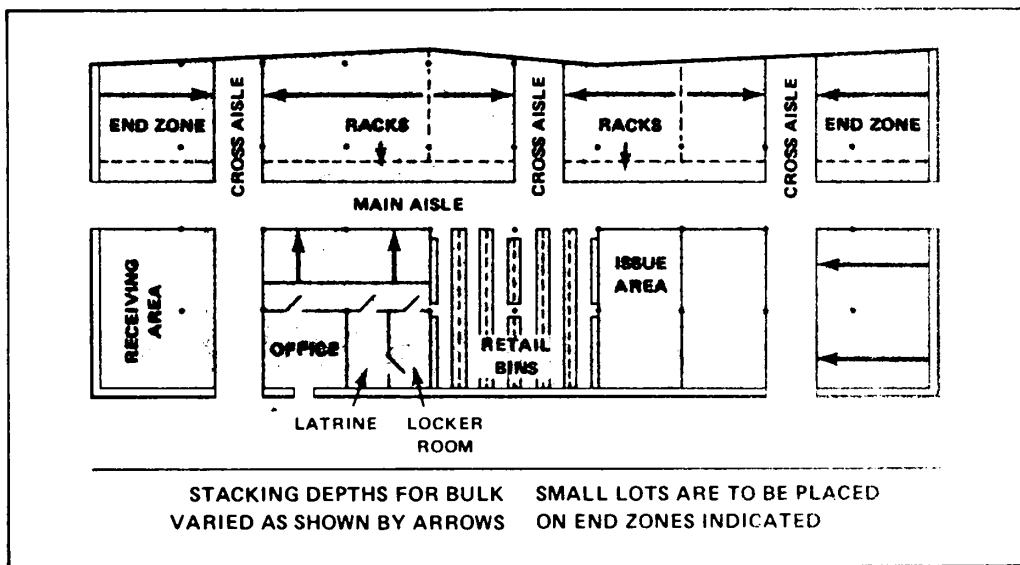 END ZONE
CROSS AISLE
RACKS
CROSS AISLE
RACKS
CROSS AISLE
END ZONE
MAIN AISLE
RECEIVING
AREA
OFFICE
RETAIL
BINS
ISSUE
AREA
LATRINE
LOCKER
ROOM
STACKING DEPTHS FOR BULK
VARIED AS SHOWN BY ARROWS
SMALL LOTS ARE TO BE PLACED
ON END ZONES INDICATED